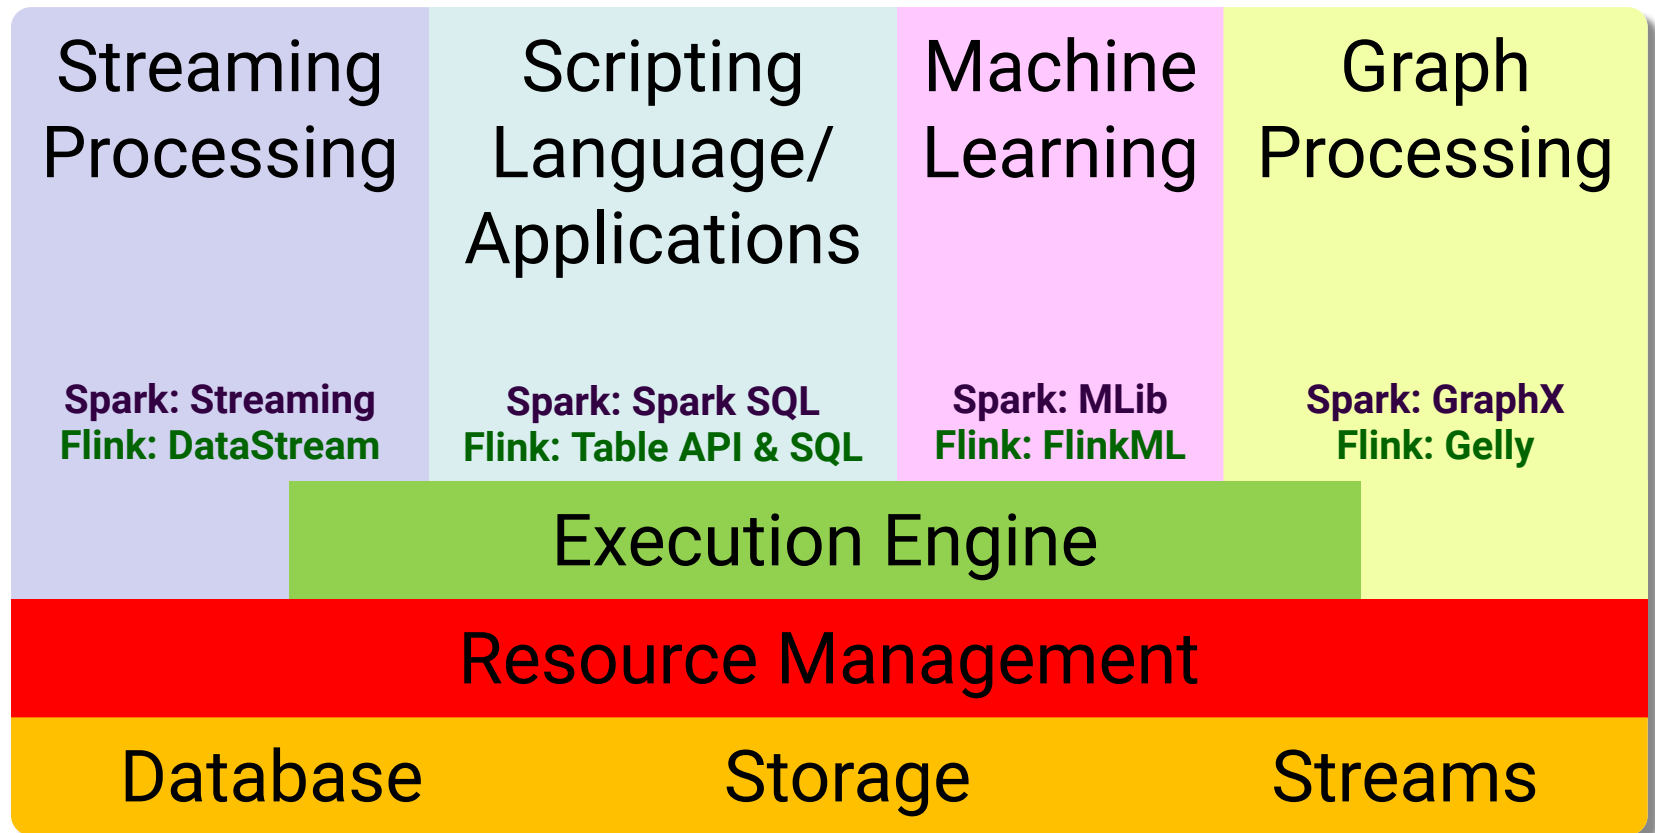 Streaming
Processing
Spark: Streaming
Flink: DataStream
Scripting
Language/
Applications
Spark: Spark SQL
Flink: Table API & SQL
Machine
Learning
Spark: MLib
Flink: FlinkML
Graph
Processing
Spark: GraphX
Flink: Gelly
Execution Engine
Resource Management
Database Storage Streams